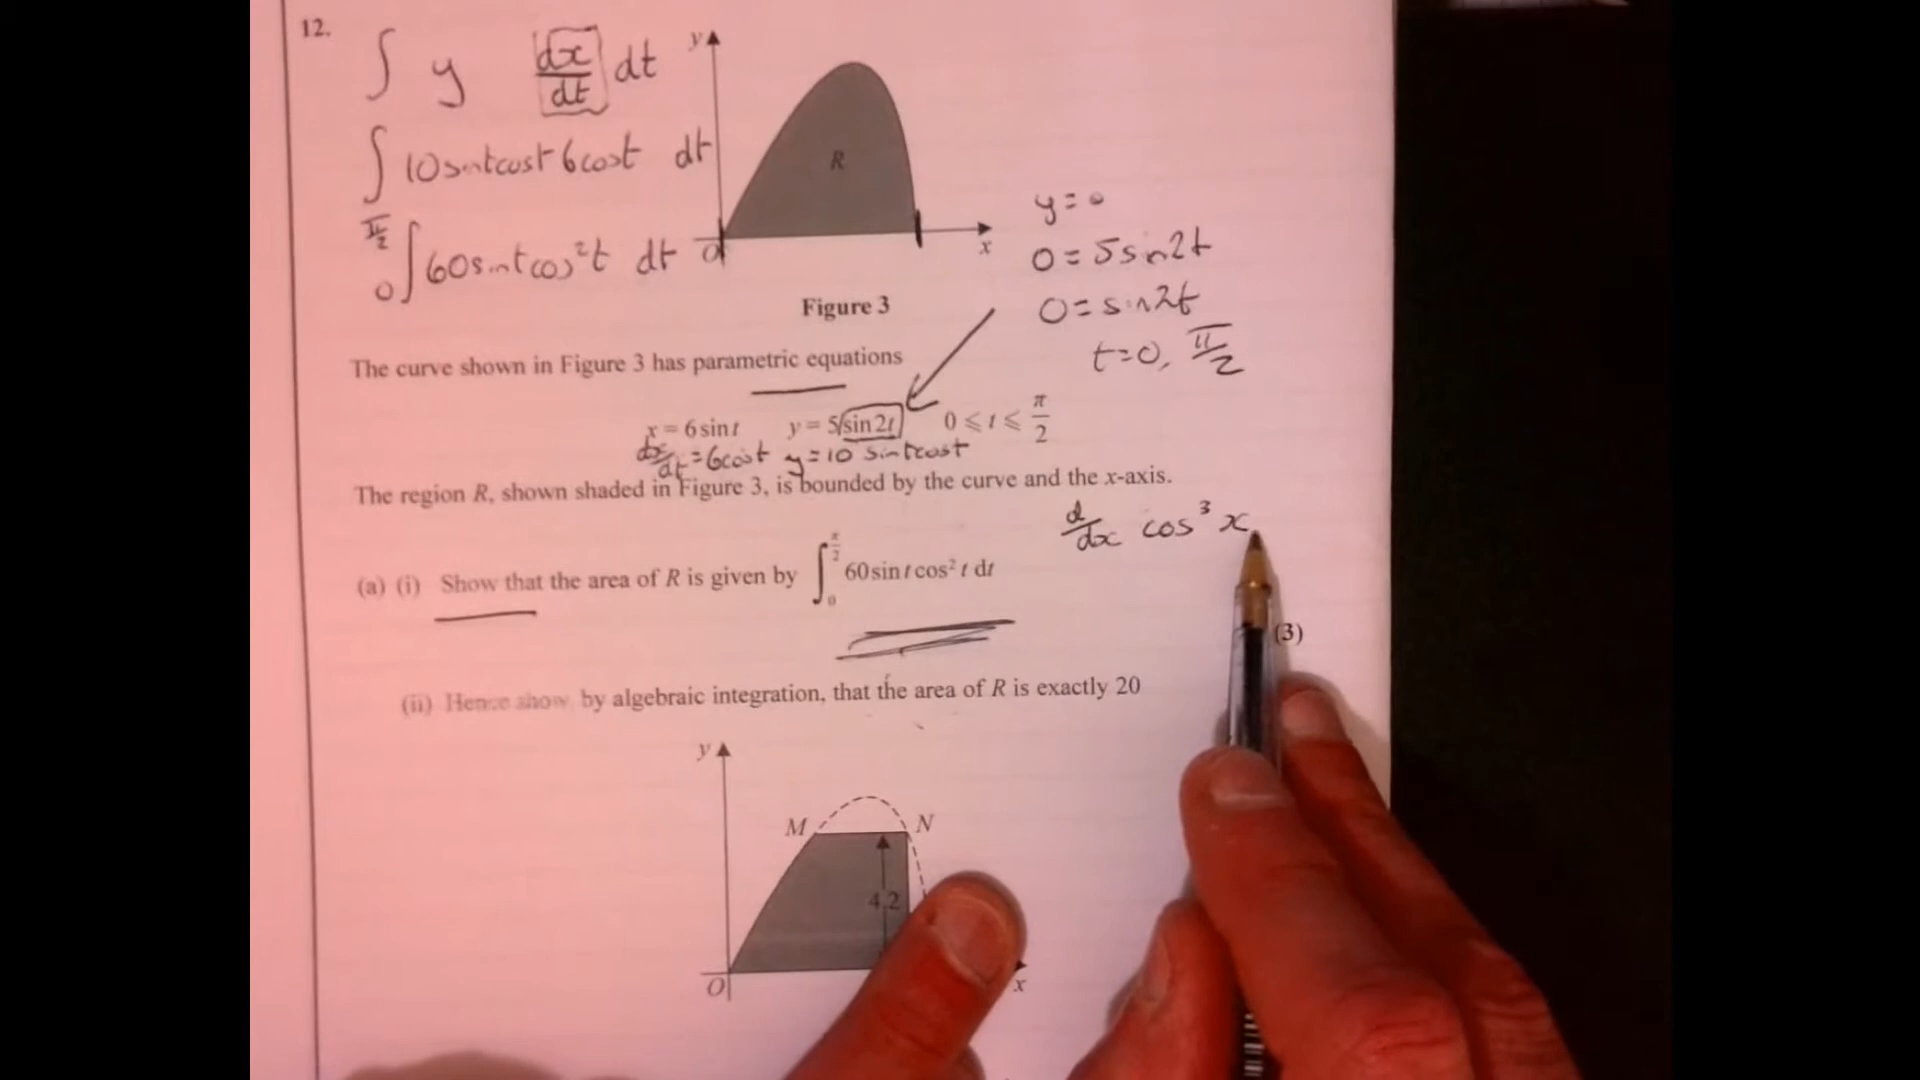 12.
∫ y dx/dt dt
∫ 10sintcost 6cost dt
π/2 ∫ 0 60sintcos²t dt
y
R
O
x
y=0
0=5sin2t
0=sin2t
t=0, π/2
Figure 3
The curve shown in Figure 3 has parametric equations
x = 6 sin t y = 5 sin 2t 0 ⩽ t ⩽ π/2
dx/dt = 6cost y=10 sintcost
The region R, shown shaded in Figure 3, is bounded by the curve and the x-axis.
d/dx cos³x
(a) (i) Show that the area of R is given by ∫₀^(π/2) 60 sin t cos² t dt
(3)
(ii) Hence show, by algebraic integration, that the area of R is exactly 20
y
M
N
4.2
O
x